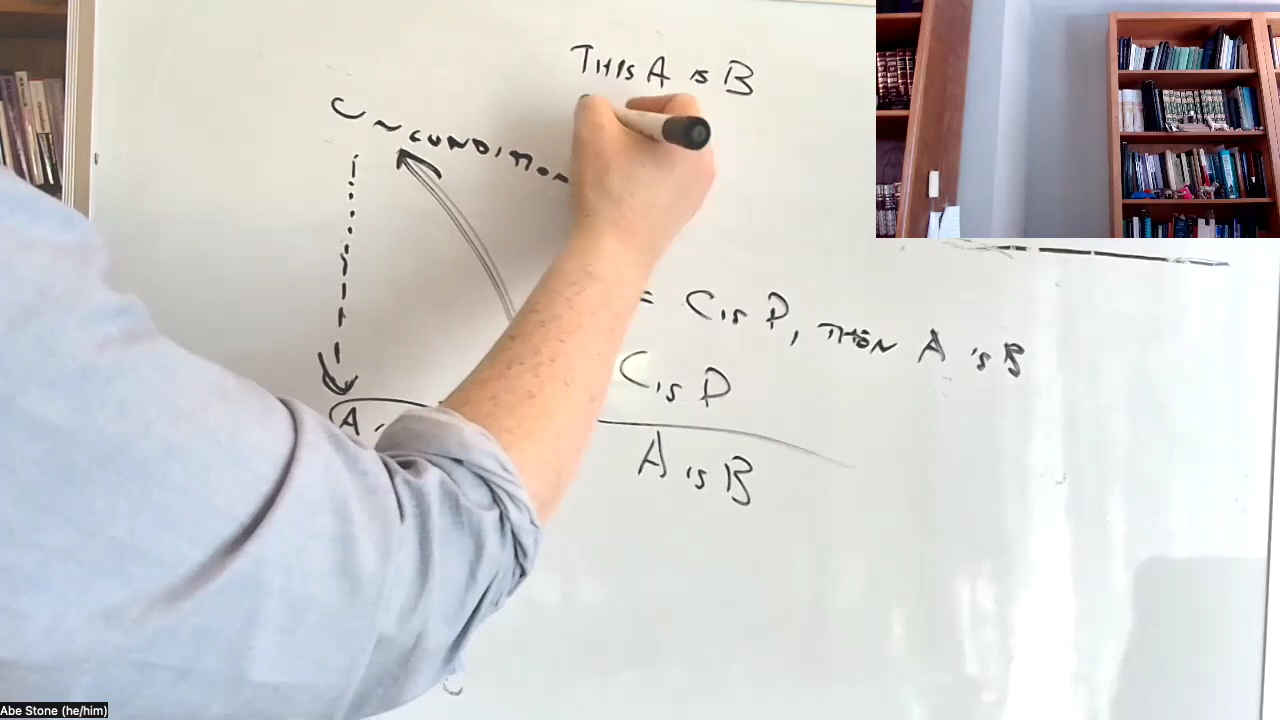 THIS A is B
UNCONDITION
= C is D, THEN A is B
C is D
A is B
A
Abe Stone (he/him)